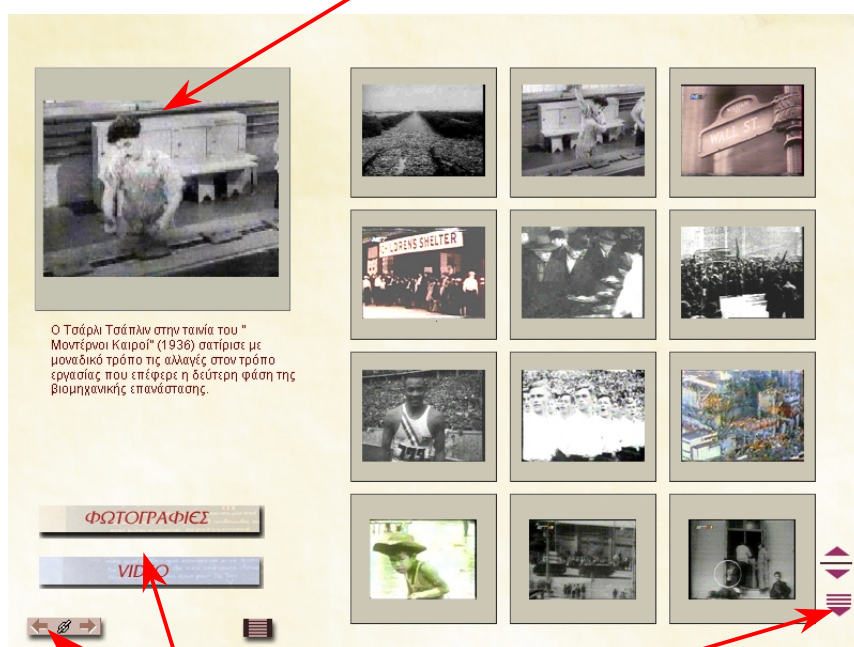 WALL ST.
CHILDRENS SHELTER
Ο Τσάρλι Τσάπλιν στην ταινία του "
Μοντέρνοι Καιροί" (1936) σατίρισε με
μοναδικό τρόπο τις αλλαγές στον τρόπο
εργασίας που επέφερε η δεύτερη φάση της
βιομηχανικής επανάστασης.
ΦΩΤΟΓΡΑΦΙΕΣ
VIDEO